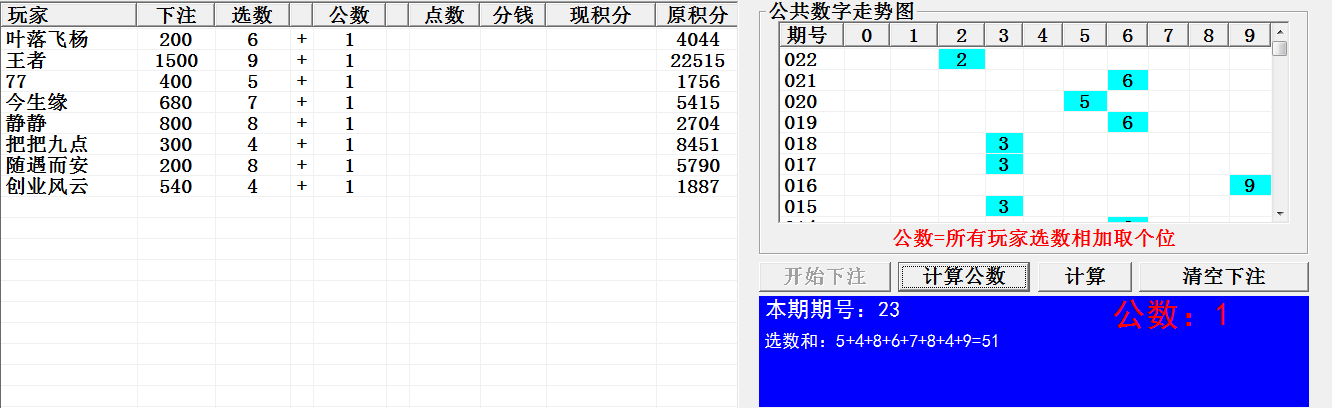 玩家 下注 选数 公数 点数 分钱 现积分 原积分
叶落飞杨 200 6 + 1 4044
王者 1500 9 + 1 22515
77 400 5 + 1 1756
今生缘 680 7 + 1 5415
静静 800 8 + 1 2704
把把九点 300 4 + 1 8451
随遇而安 200 8 + 1 5790
创业风云 540 4 + 1 1887
公共数字走势图
期号 0 1 2 3 4 5 6 7 8 9
022 2
021 6
020 5
019 6
018 3
017 3
016 9
015 3
公数=所有玩家选数相加取个位
开始下注 计算公数 计算 清空下注
本期期号：23 公数：1
选数和：5+4+8+6+7+8+4+9=51